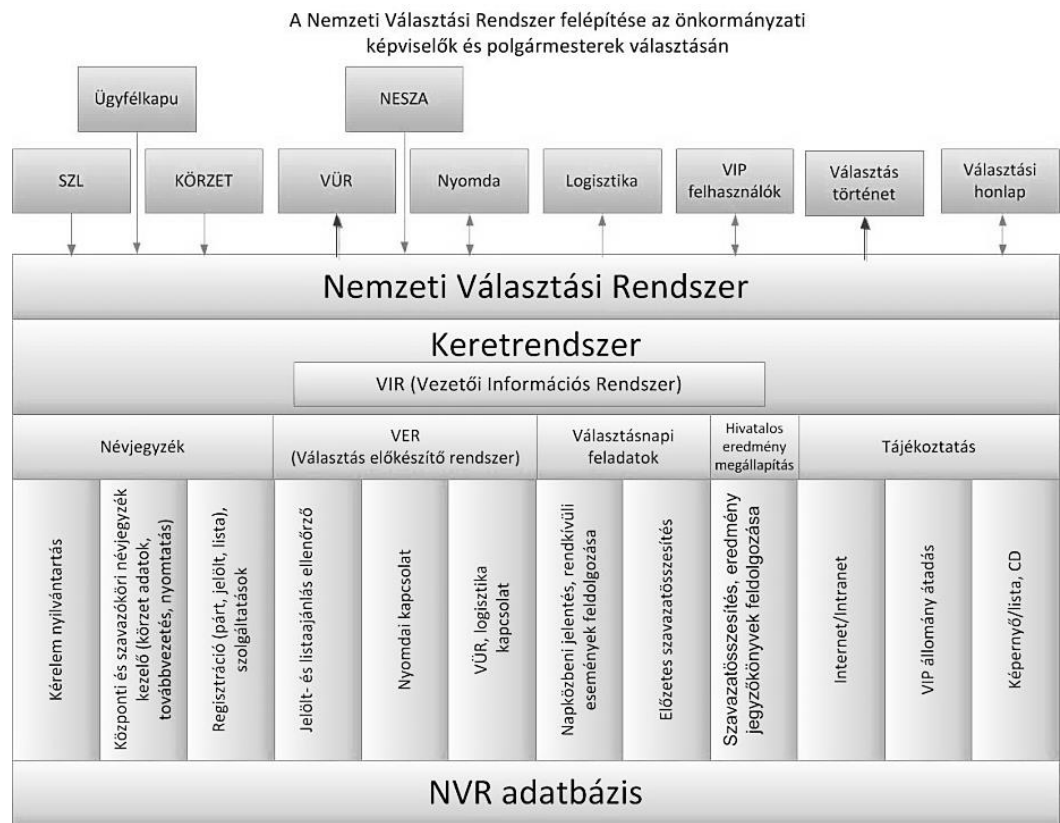 A Nemzeti Választási Rendszer felépítése az önkormányzati
képviselők és polgármesterek választásán
Ügyfélkapu
NESZA
SZL
KÖRZET
VÜR
Nyomda
Logisztika
VIP
felhasználók
Választás
történet
Választási
honlap
Nemzeti Választási Rendszer
Keretrendszer
VIR (Vezetői Információs Rendszer)
Névjegyzék
VER
(Választás előkészítő rendszer)
Választásnapi
feladatok
Hivatalos
eredmény
megállapítás
Tájékoztatás
Kérelem nyilvántartás
Központi és szavazóköri névjegyzék
kezelő (körzet adatok,
továbbvezetés, nyomtatás)
Regisztráció (párt, jelölt, lista),
szolgáltatások
Jelölt- és listaajánlás ellenőrző
Nyomdai kapcsolat
VÜR, logisztika
kapcsolat
Napközbeni jelentés, rendkívüli
események feldolgozása
Előzetes szavazatösszesítés
Szavazatösszesítés, eredmény
jegyzőkönyvek feldolgozása
Internet/Intranet
VIP állomány átadás
Képernyő/lista, CD
NVR adatbázis